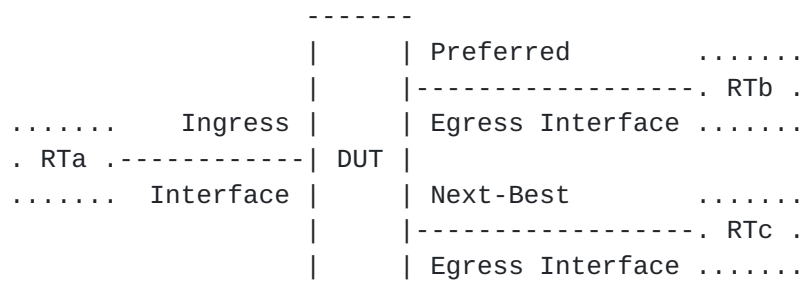 -------
|     | Preferred        .......
|     |------------------. RTb .
.......    Ingress |     | Egress Interface .......
. RTa .------------| DUT |
.......  Interface |     | Next-Best        .......
|     |------------------. RTc .
|     | Egress Interface .......